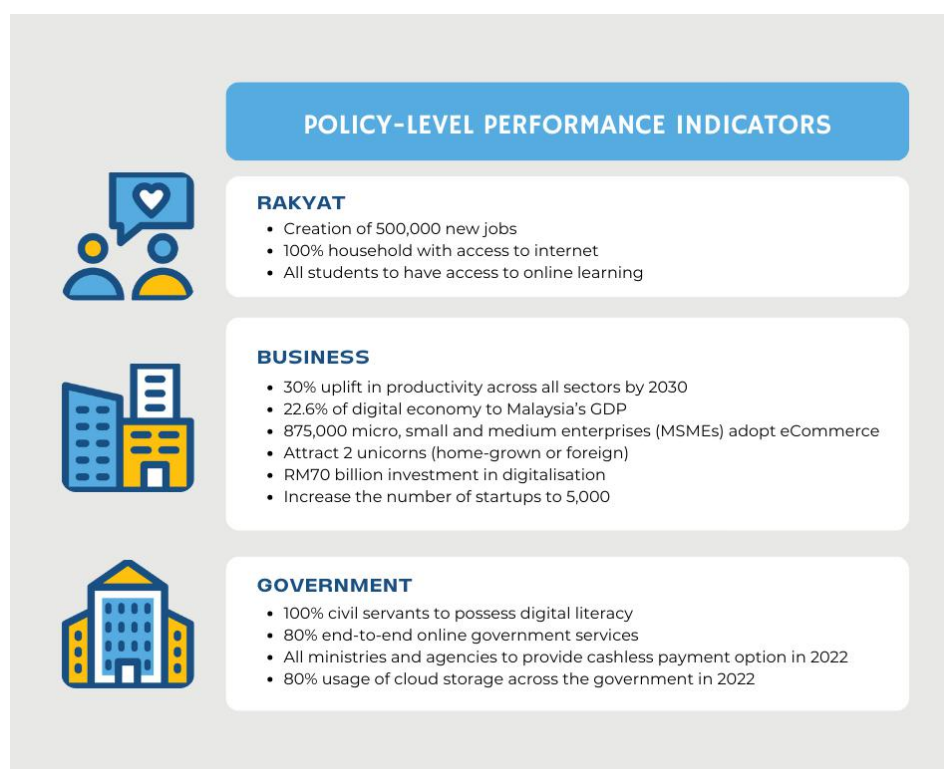 POLICY-LEVEL PERFORMANCE INDICATORS
RAKYAT
• Creation of 500,000 new jobs
• 100% household with access to internet
• All students to have access to online learning
BUSINESS
• 30% uplift in productivity across all sectors by 2030
• 22.6% of digital economy to Malaysia's GDP
• 875,000 micro, small and medium enterprises (MSMEs) adopt eCommerce
• Attract 2 unicorns (home-grown or foreign)
• RM70 billion investment in digitalisation
• Increase the number of startups to 5,000
GOVERNMENT
• 100% civil servants to possess digital literacy
• 80% end-to-end online government services
• All ministries and agencies to provide cashless payment option in 2022
• 80% usage of cloud storage across the government in 2022